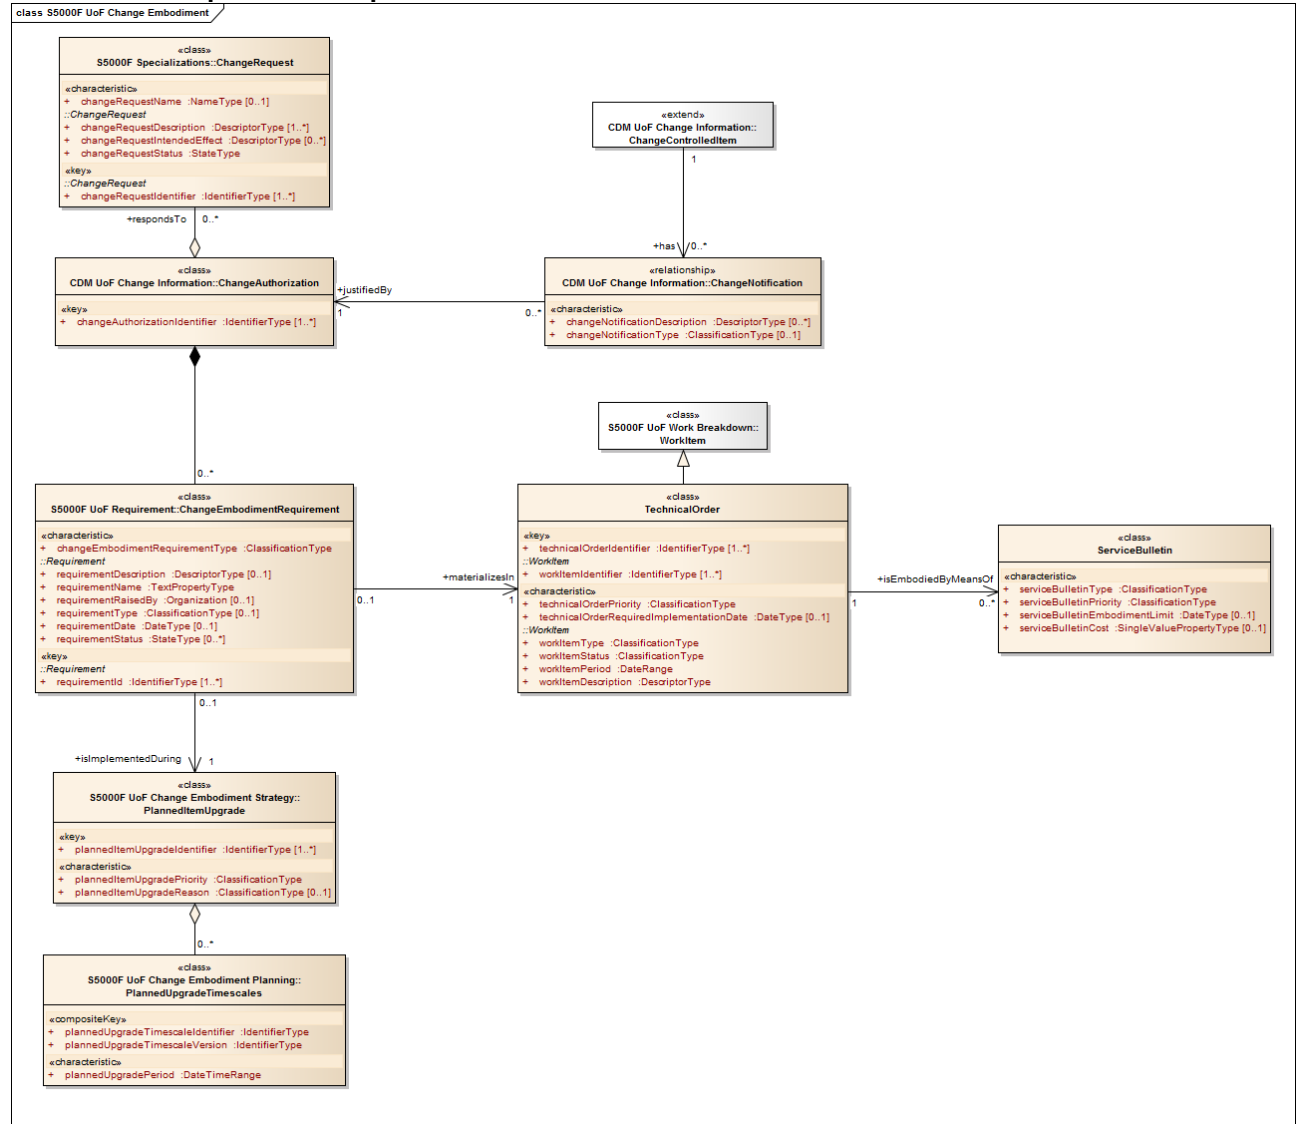 class S5000F UoF Change Embodiment
«class»
S5000F Specializations::ChangeRequest
«characteristic»
+ changeRequestName :NameType [0..1]
::ChangeRequest
+ changeRequestDescription :DescriptorType [1..*]
+ changeRequestIntendedEffect :DescriptorType [0..*]
+ changeRequestStatus :StateType
«key»
::ChangeRequest
+ changeRequestIdentifier :IdentifierType [1..*]
+respondsTo 0..*
«extend»
CDM UoF Change Information::
ChangeControlledItem
1
+has 0..*
«class»
CDM UoF Change Information::ChangeAuthorization
«key»
+ changeAuthorizationIdentifier :IdentifierType [1..*]
+justifiedBy
1
0..*
«relationship»
CDM UoF Change Information::ChangeNotification
«characteristic»
+ changeNotificationDescription :DescriptorType [0..*]
+ changeNotificationType :ClassificationType [0..1]
0..*
«class»
S5000F UoF Work Breakdown::
WorkItem
«class»
S5000F UoF Requirement::ChangeEmbodimentRequirement
«characteristic»
+ changeEmbodimentRequirementType :ClassificationType
::Requirement
+ requirementDescription :DescriptorType [0..1]
+ requirementName :TextPropertyType
+ requirementRaisedBy :Organization [0..1]
+ requirementType :ClassificationType [0..1]
+ requirementDate :DateType [0..1]
+ requirementStatus :StateType [0..*]
«key»
::Requirement
+ requirementId :IdentifierType [1..*]
+materializesIn
0..1
1
«class»
TechnicalOrder
«key»
+ technicalOrderIdentifier :IdentifierType [1..*]
::WorkItem
+ workItemIdentifier :IdentifierType [1..*]
«characteristic»
+ technicalOrderPriority :ClassificationType
+ technicalOrderRequiredImplementationDate :DateType [0..1]
::WorkItem
+ workItemType :ClassificationType
+ workItemStatus :ClassificationType
+ workItemPeriod :DateRange
+ workItemDescription :DescriptorType
+isEmbodiedByMeansOf
1
0..*
«class»
ServiceBulletin
«characteristic»
+ serviceBulletinType :ClassificationType
+ serviceBulletinPriority :ClassificationType
+ serviceBulletinEmbodimentLimit :DateType [0..1]
+ serviceBulletinCost :SingleValuePropertyType [0..1]
0..1
+isImplementedDuring 1
«class»
S5000F UoF Change Embodiment Strategy::
PlannedItemUpgrade
«key»
+ plannedItemUpgradeIdentifier :IdentifierType [1..*]
«characteristic»
+ plannedItemUpgradePriority :ClassificationType
+ plannedItemUpgradeReason :ClassificationType [0..1]
0..*
«class»
S5000F UoF Change Embodiment Planning::
PlannedUpgradeTimescales
«compositeKey»
+ plannedUpgradeTimescaleIdentifier :IdentifierType
+ plannedUpgradeTimescaleVersion :IdentifierType
«characteristic»
+ plannedUpgradePeriod :DateTimeRange